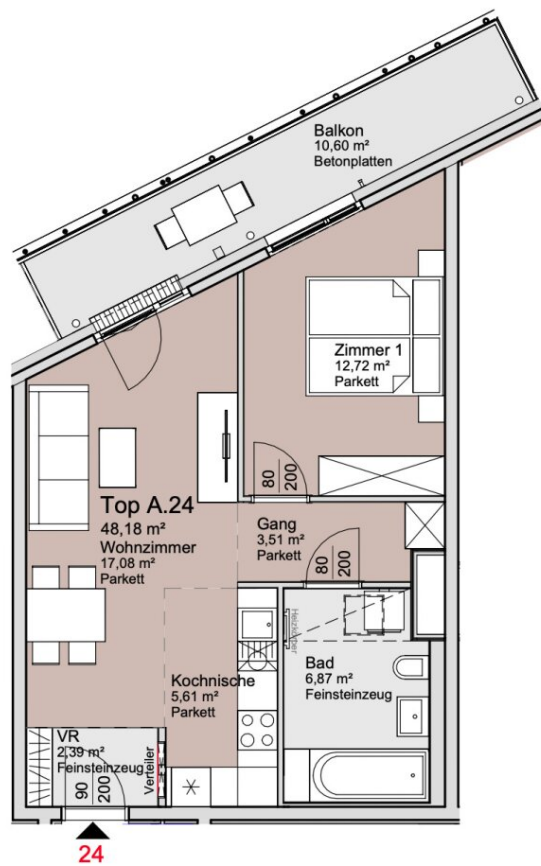 Balkon
10,60 m²
Betonplatten
Zimmer 1
12,72 m²
Parkett
80
200
Top A.24
48,18 m²
Wohnzimmer
17,08 m²
Parkett
Gang
3,51 m²
Parkett
80
200
Heizkörper
Bad
6,87 m²
Feinsteinzeug
Kochnische
5,61 m²
Parkett
VR
2,39 m²
Feinsteinzeug
Verteiler
90
200
24